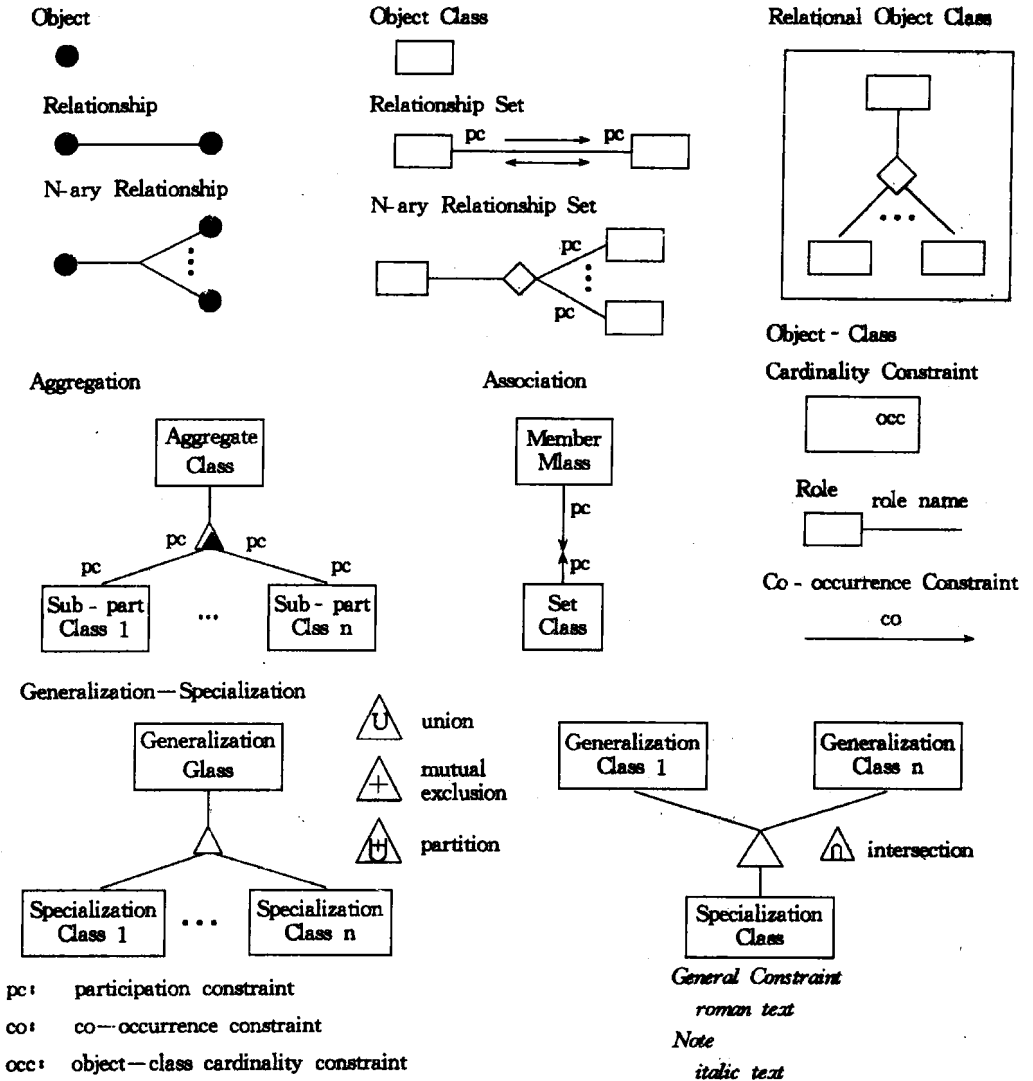 Object
Object Class
Relational Object Class
Relationship
Relationship Set
pc
pc
N-ary Relationship
N-ary Relationship Set
pc
pc
Object - Class
Cardinality Constraint
occ
Aggregation
Aggregate
Class
pc
pc
pc
pc
Sub - part
Class 1
...
Sub - part
Clss n
Association
Member
Mlass
pc
pc
Set
Class
Role
role name
Co - occurrence Constraint
co
Generalization—Specialization
Generalization
Glass
Specialization
Class 1
...
Specialization
Class n
U
union
+
mutual
exclusion
⊎
partition
Generalization
Class 1
Generalization
Class n
∩
intersection
Specialization
Class
General Constraint
roman text
Note
italic text
pc: participation constraint
co: co—occurrence constraint
occ: object—class cardinality constraint